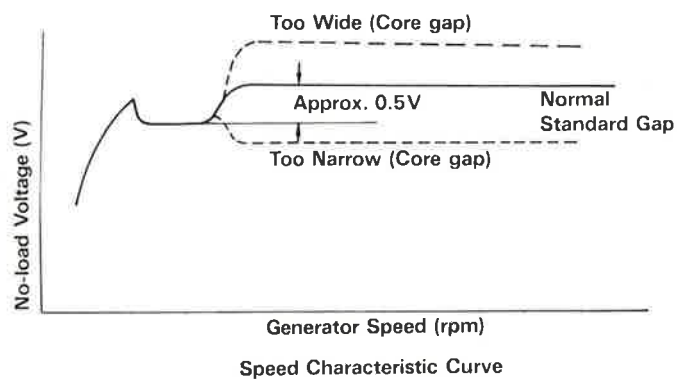 Too Wide (Core gap)
Approx. 0.5V
Normal
Standard Gap
Too Narrow (Core gap)
No-load Voltage (V)
Generator Speed (rpm)
Speed Characteristic Curve